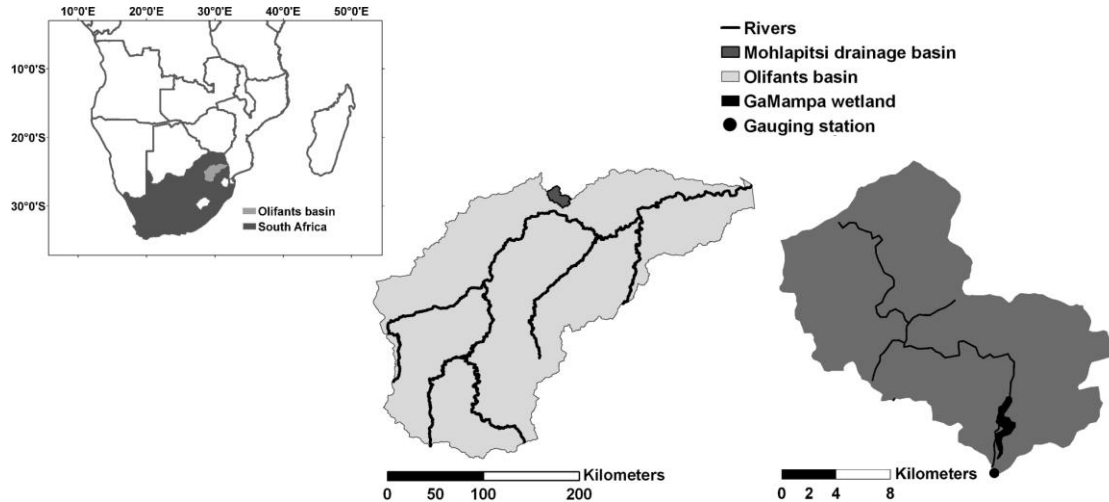 10°0'E 20°0'E 30°0'E 40°0'E 50°0'E
10°0'S
20°0'S
30°0'S
Olifants basin
South Africa
Rivers
Mohlapitsi drainage basin
Olifants basin
GaMampa wetland
Gauging station
Kilometers
0 50 100 200
Kilometers
0 2 4 8